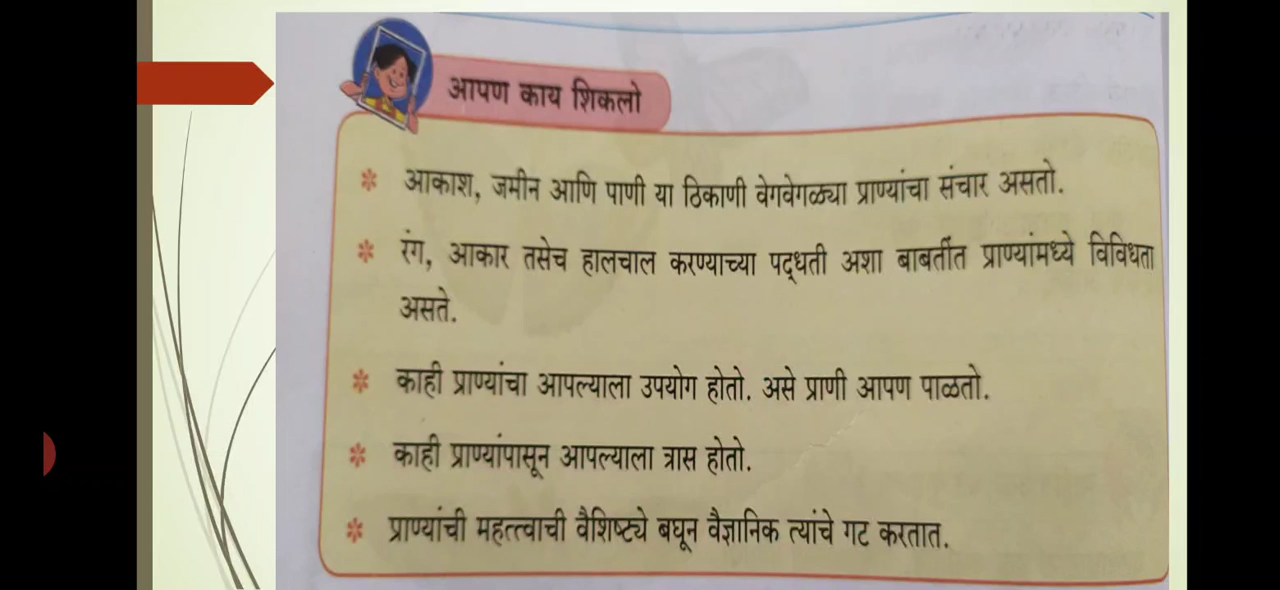 आपण काय शिकलो
* आकाश, जमीन आणि पाणी या ठिकाणी वेगवेगळ्या प्राण्यांचा संचार असतो.
* रंग, आकार तसेच हालचाल करण्याच्या पद्धती अशा बाबतींत प्राण्यांमध्ये विविधता
असते.
* काही प्राण्यांचा आपल्याला उपयोग होतो. असे प्राणी आपण पाळतो.
* काही प्राण्यांपासून आपल्याला त्रास होतो.
* प्राण्यांची महत्त्वाची वैशिष्ट्ये बघून वैज्ञानिक त्यांचे गट करतात.